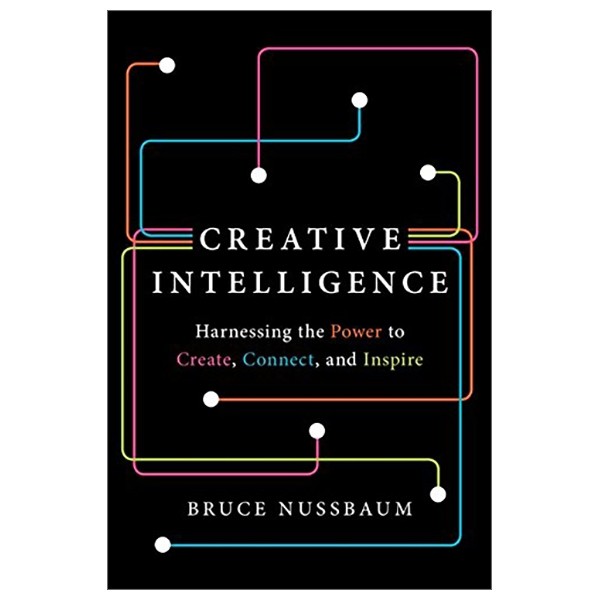 CREATIVE
INTELLIGENCE
Harnessing the Power to
Create, Connect, and Inspire
BRUCE NUSSBAUM